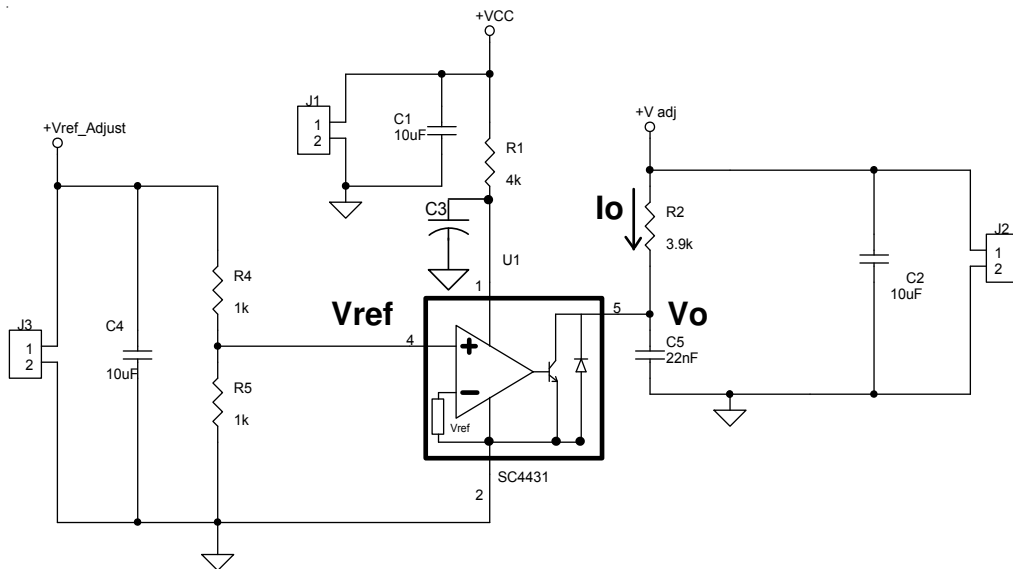 +VCC
J1
1
2
C1
10uF
+V adj
+Vref_Adjust
R1
4k
C3
Io
R2
3.9k
J2
1
2
U1
1
R4
1k
C2
10uF
J3
1
2
C4
10uF
Vref
4
5
Vo
C5
22nF
R5
1k
+
−
Vref
SC4431
2